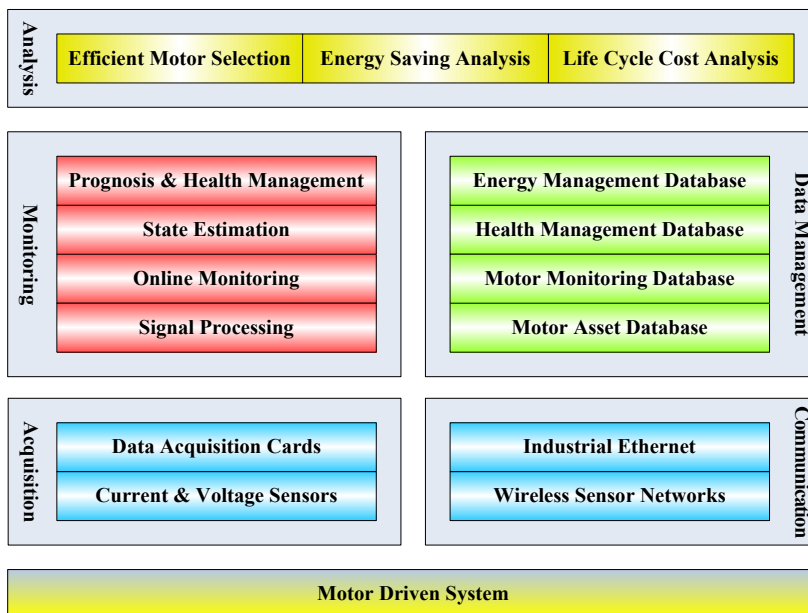 Analysis
Efficient Motor Selection
Energy Saving Analysis
Life Cycle Cost Analysis
Monitoring
Prognosis & Health Management
State Estimation
Online Monitoring
Signal Processing
Energy Management Database
Health Management Database
Motor Monitoring Database
Motor Asset Database
Data Management
Acquisition
Data Acquisition Cards
Current & Voltage Sensors
Industrial Ethernet
Wireless Sensor Networks
Communication
Motor Driven System